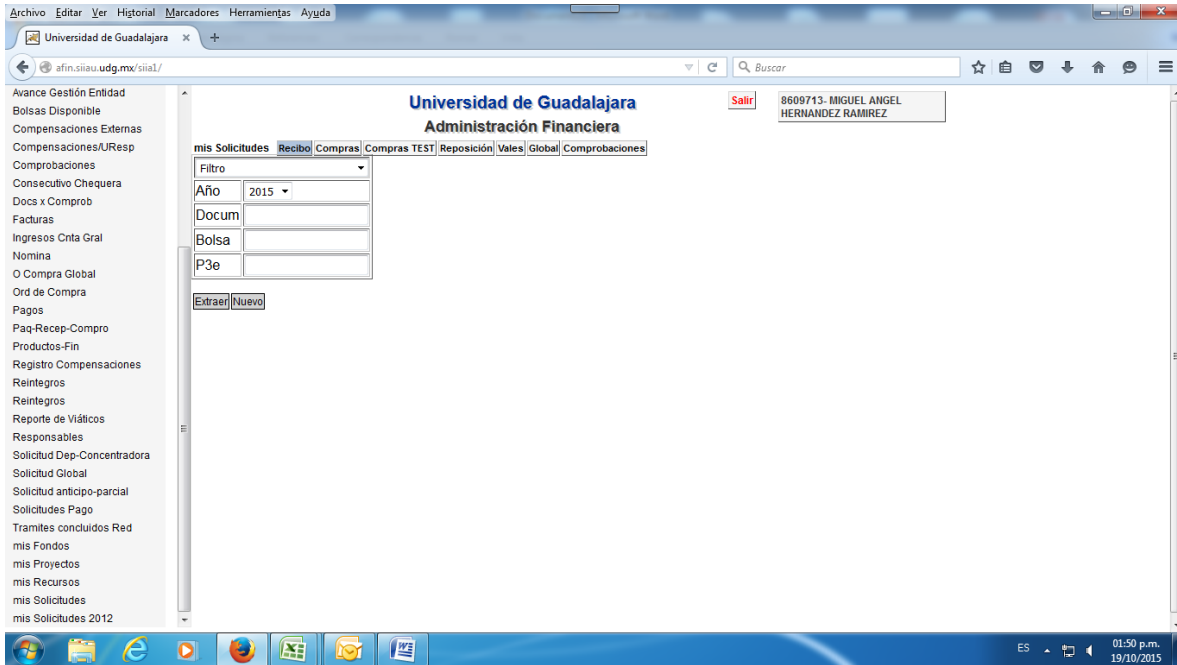 Archivo Editar Ver Historial Marcadores Herramientas Ayuda
Universidad de Guadalajara × +
afin.siiau.udg.mx/siia1/
Buscar
Avance Gestión Entidad
Bolsas Disponible
Compensaciones Externas
Compensaciones/UResp
Comprobaciones
Consecutivo Chequera
Docs x Comprob
Facturas
Ingresos Cnta Gral
Nomina
O Compra Global
Ord de Compra
Pagos
Paq-Recep-Compro
Productos-Fin
Registro Compensaciones
Reintegros
Reintegros
Reporte de Viáticos
Responsables
Solicitud Dep-Concentradora
Solicitud Global
Solicitud anticipo-parcial
Solicitudes Pago
Tramites concluidos Red
mis Fondos
mis Proyectos
mis Recursos
mis Solicitudes
mis Solicitudes 2012
Universidad de Guadalajara
Administración Financiera
Salir
8609713- MIGUEL ANGEL
HERNANDEZ RAMIREZ
mis Solicitudes Recibo Compras Compras TEST Reposición Vales Global Comprobaciones
Filtro
Año 2015
Docum
Bolsa
P3e
Extraer Nuevo
ES
01:50 p.m.
19/10/2015